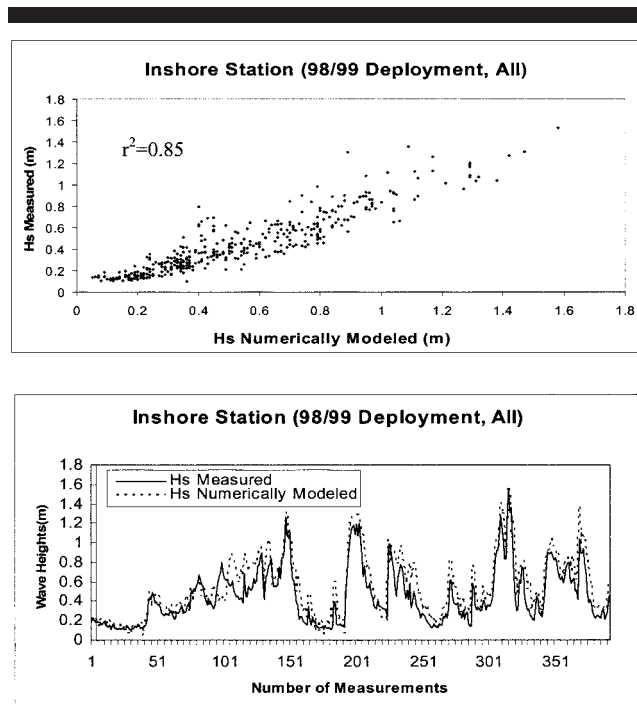 Inshore Station (98/99 Deployment, All)
1.8
1.6
1.4
1.2
1
0.8
0.6
0.4
0.2
0
Hs Measured (m)
r²=0.85
0 0.2 0.4 0.6 0.8 1 1.2 1.4 1.6 1.8
Hs Numerically Modeled (m)
Inshore Station (98/99 Deployment, All)
1.8
1.6
1.4
1.2
1
0.8
0.6
0.4
0.2
0
Wave Heights(m)
Hs Measured
Hs Numerically Modeled
1 51 101 151 201 251 301 351
Number of Measurements